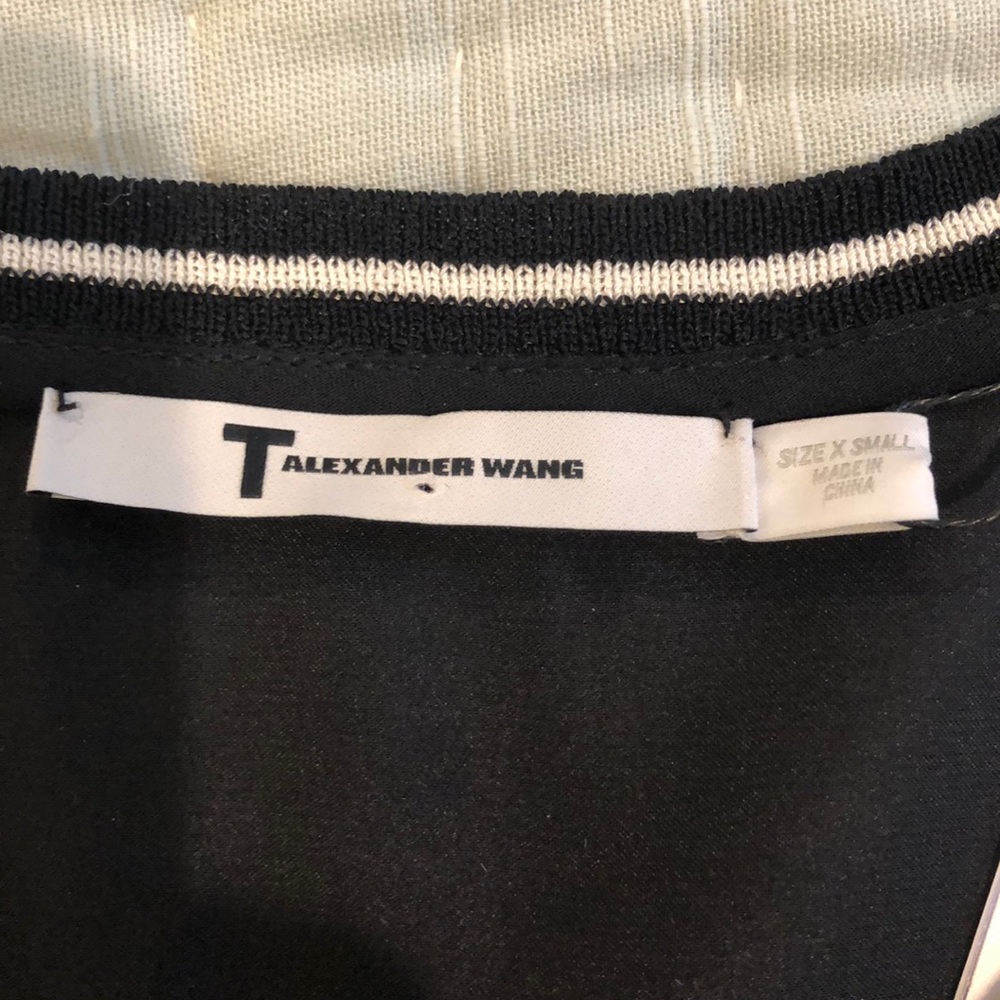 T ALEXANDER WANG
SIZE X SMALL
MADE IN
CHINA